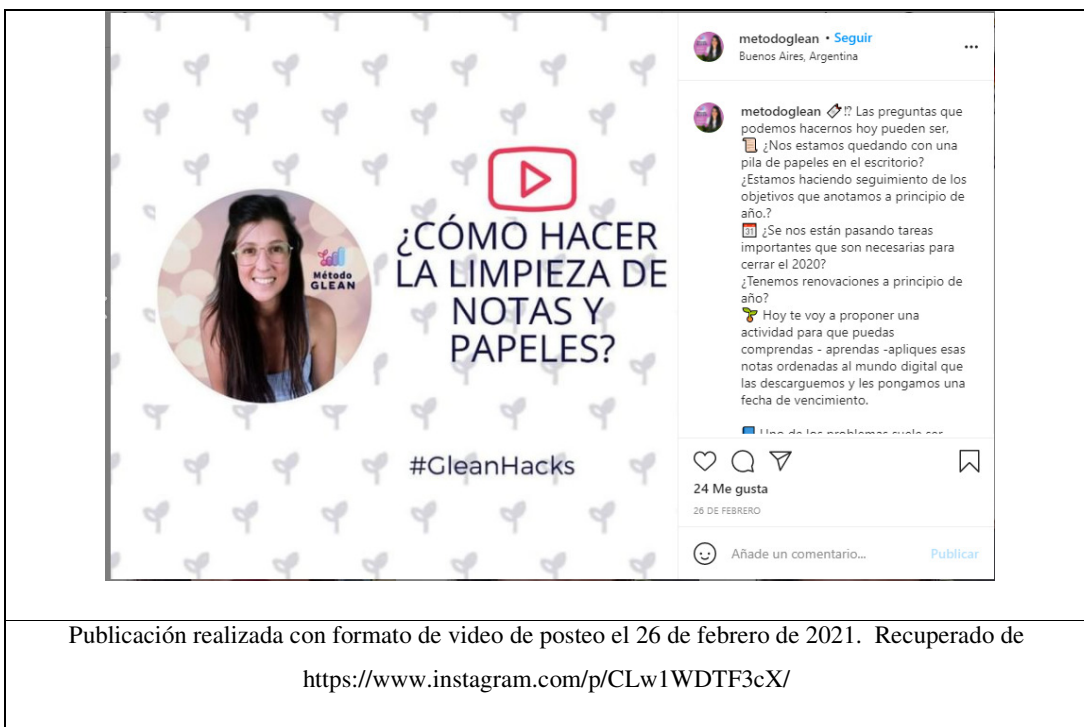 metodoglean • Seguir
Buenos Aires, Argentina
metodoglean 🏷️⁉️ Las preguntas que
podemos hacernos hoy pueden ser,
📜 ¿Nos estamos quedando con una
pila de papeles en el escritorio?
¿Estamos haciendo seguimiento de los
objetivos que anotamos a principio de
año.?
📅 ¿Se nos están pasando tareas
importantes que son necesarias para
cerrar el 2020?
¿Tenemos renovaciones a principio de
año?
🌱 Hoy te voy a proponer una
actividad para que puedas
comprendas - aprendas -apliques esas
notas ordenadas al mundo digital que
las descarguemos y les pongamos una
fecha de vencimiento.
📘 Uno de los problemas suele ser
24 Me gusta
26 DE FEBRERO
Añade un comentario...
Publicar
¿CÓMO HACER
LA LIMPIEZA DE
NOTAS Y
PAPELES?
Método
GLEAN
#GleanHacks
Publicación realizada con formato de video de posteo el 26 de febrero de 2021.  Recuperado de
https://www.instagram.com/p/CLw1WDTF3cX/